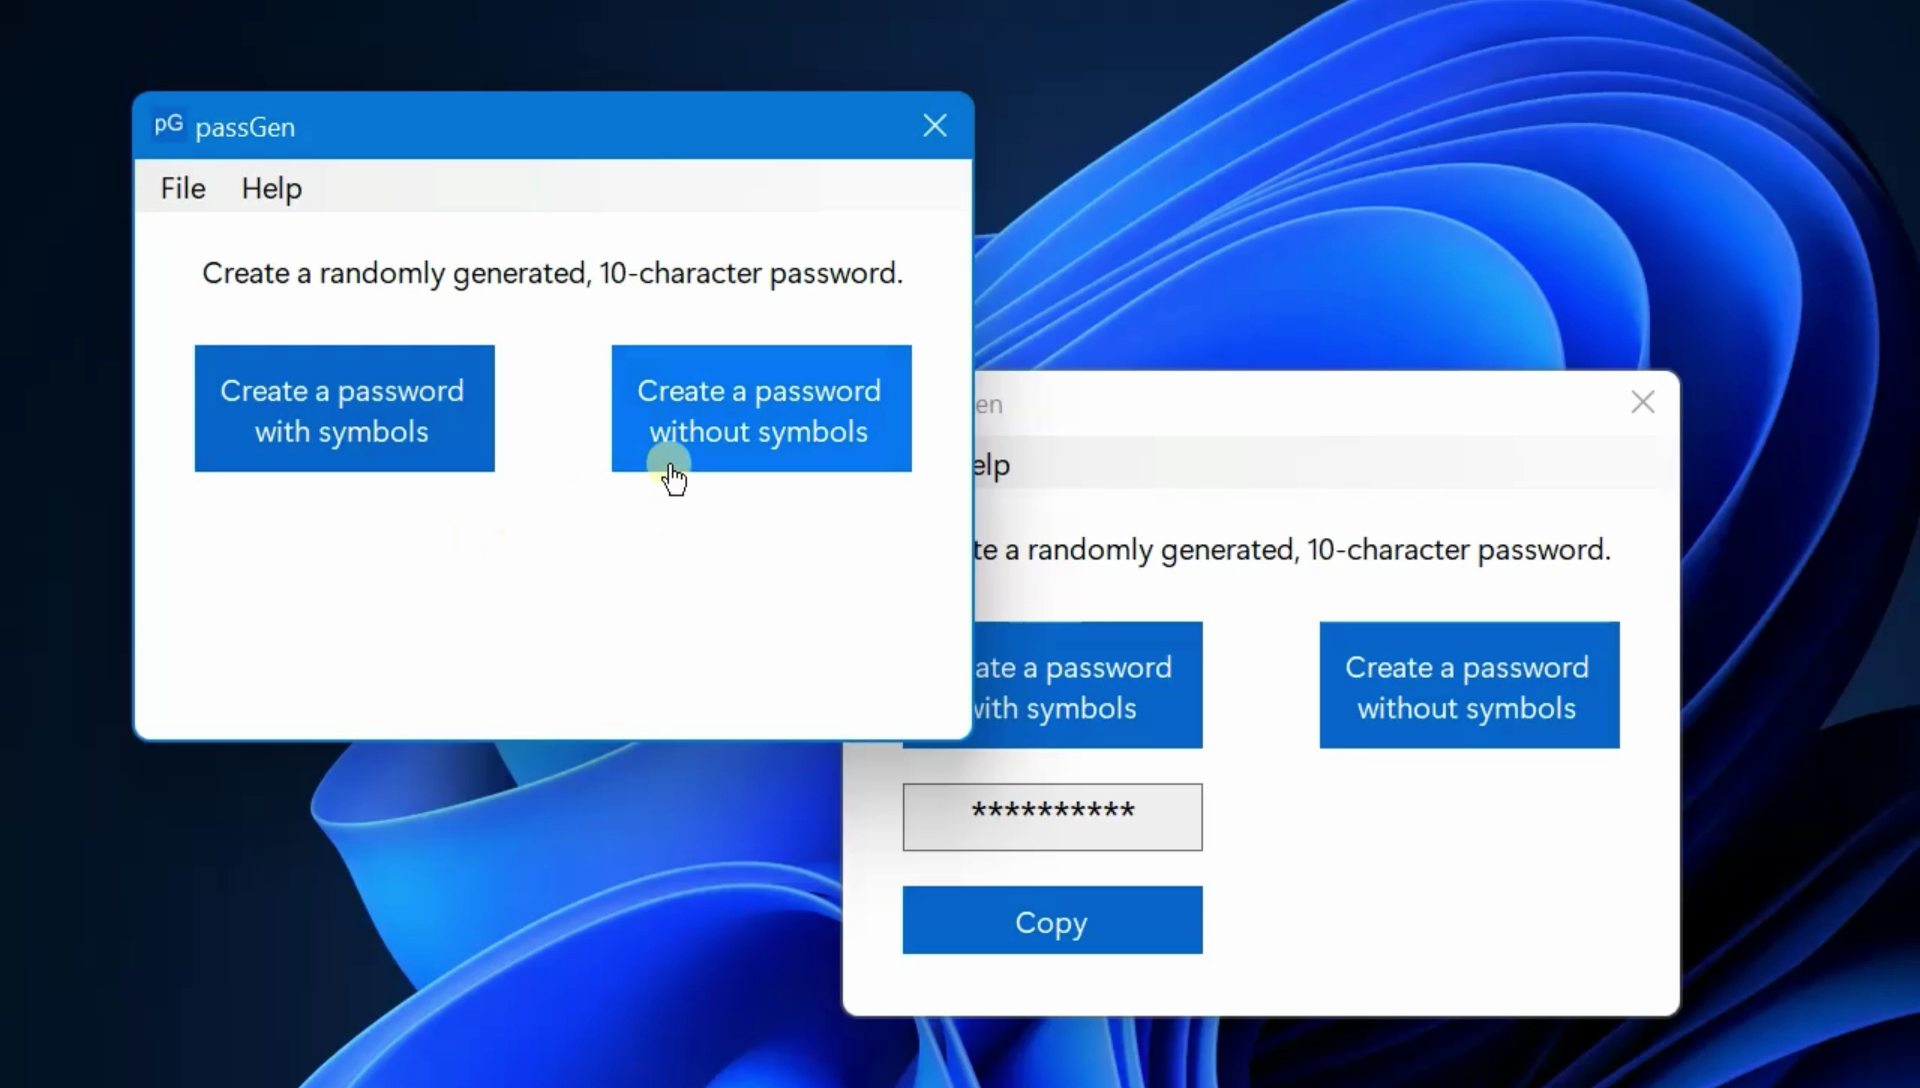 pG passGen
File Help
Create a randomly generated, 10-character password.
Create a password
with symbols
Create a password
without symbols
en
elp
te a randomly generated, 10-character password.
ate a password
with symbols
Create a password
without symbols
**********
Copy